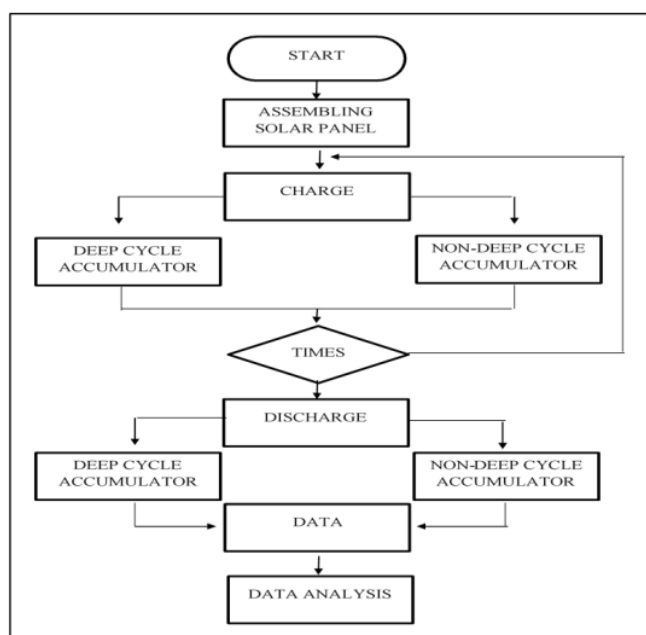 START
ASSEMBLING
SOLAR PANEL
CHARGE
DEEP CYCLE
ACCUMULATOR
NON-DEEP CYCLE
ACCUMULATOR
TIMES
DISCHARGE
DEEP CYCLE
ACCUMULATOR
NON-DEEP CYCLE
ACCUMULATOR
DATA
DATA ANALYSIS